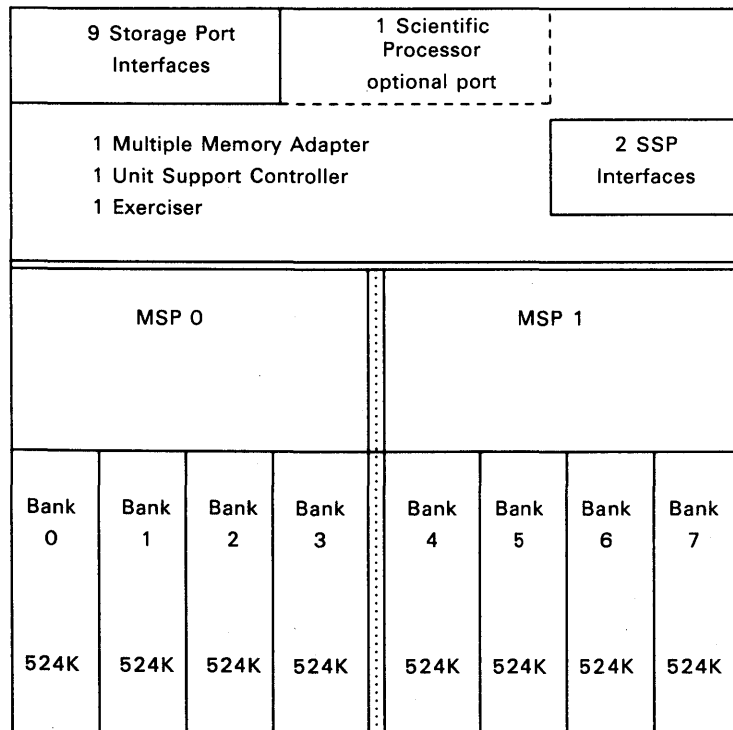 9 Storage Port
Interfaces
1 Scientific
Processor
optional port
1 Multiple Memory Adapter
1 Unit Support Controller
1 Exerciser
2 SSP
Interfaces
MSP 0
MSP 1
Bank Bank Bank Bank Bank Bank Bank Bank
0 1 2 3 4 5 6 7
524K 524K 524K 524K 524K 524K 524K 524K